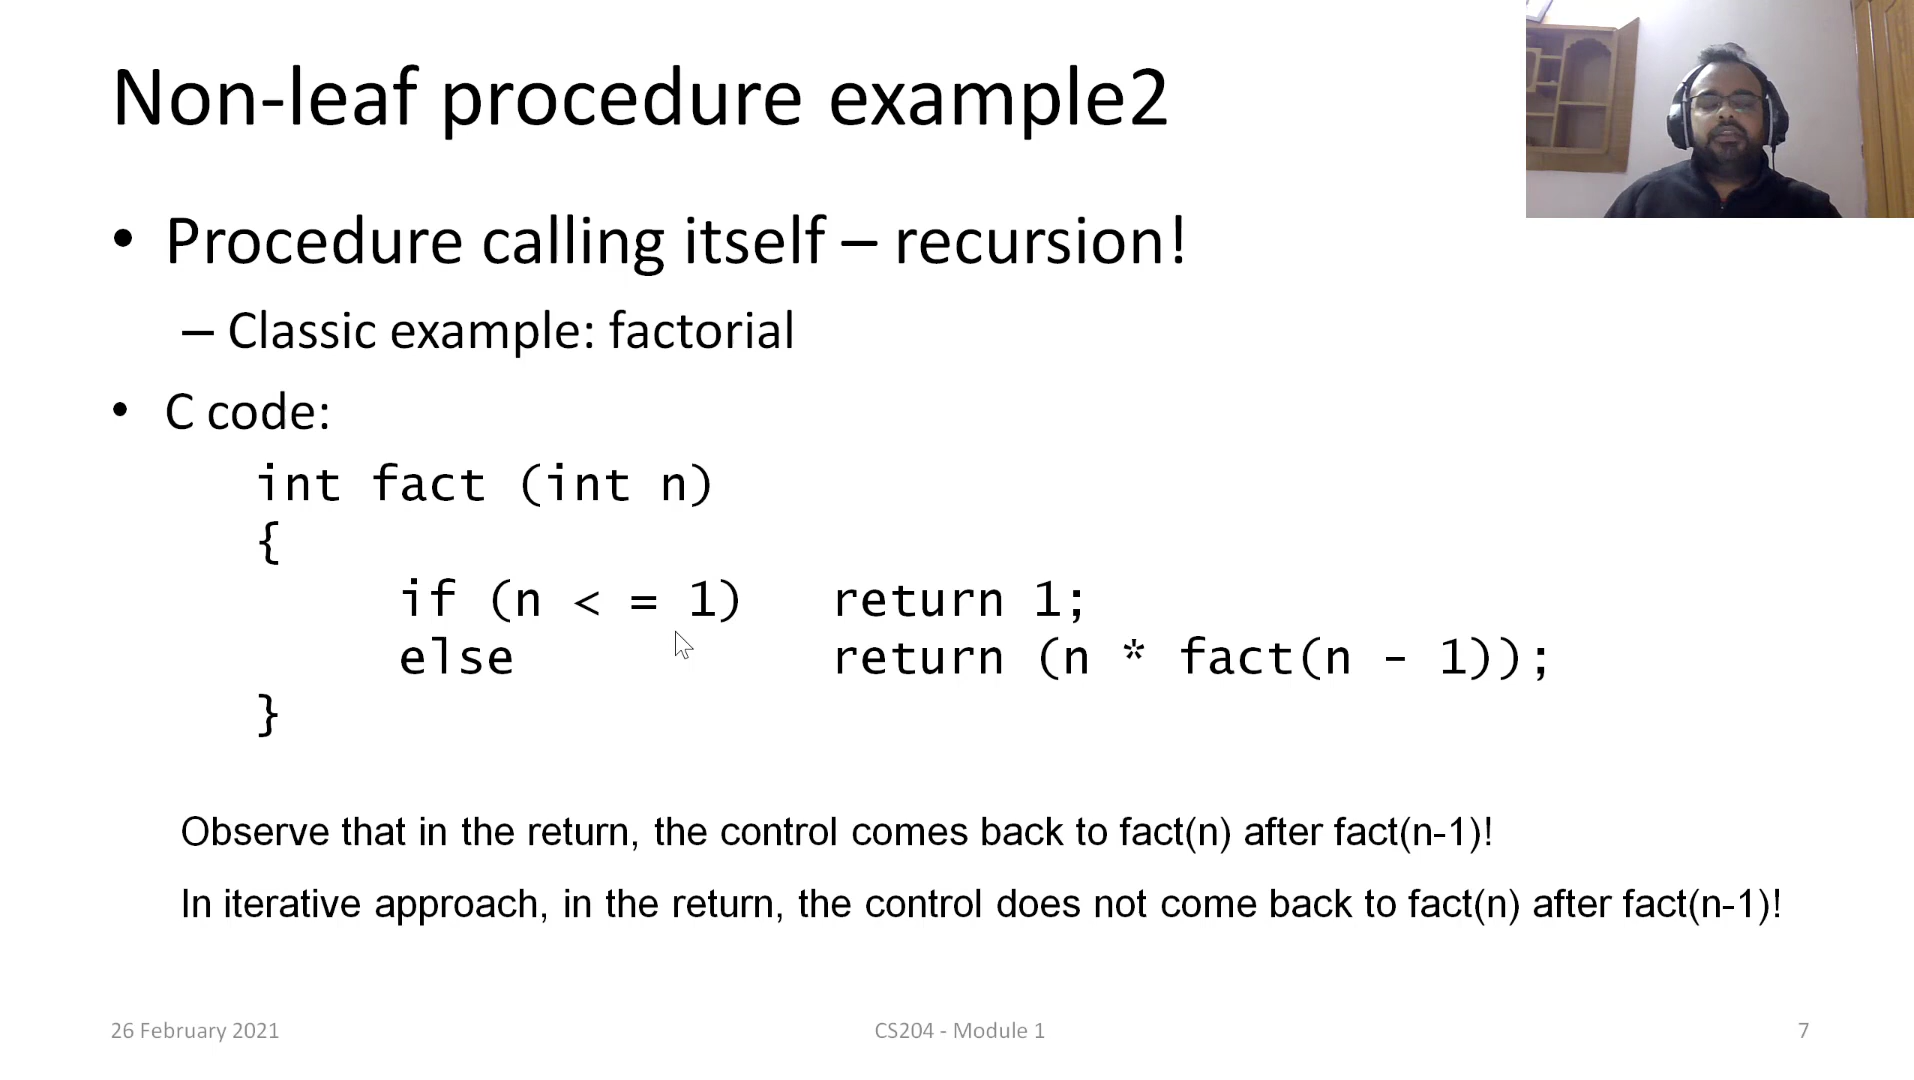 Non-leaf procedure example2
• Procedure calling itself – recursion!
– Classic example: factorial
• C code:
int fact (int n)
{
if (n < = 1) return 1;
else return (n * fact(n - 1));
}
Observe that in the return, the control comes back to fact(n) after fact(n-1)!
In iterative approach, in the return, the control does not come back to fact(n) after fact(n-1)!
26 February 2021 CS204 - Module 1 7